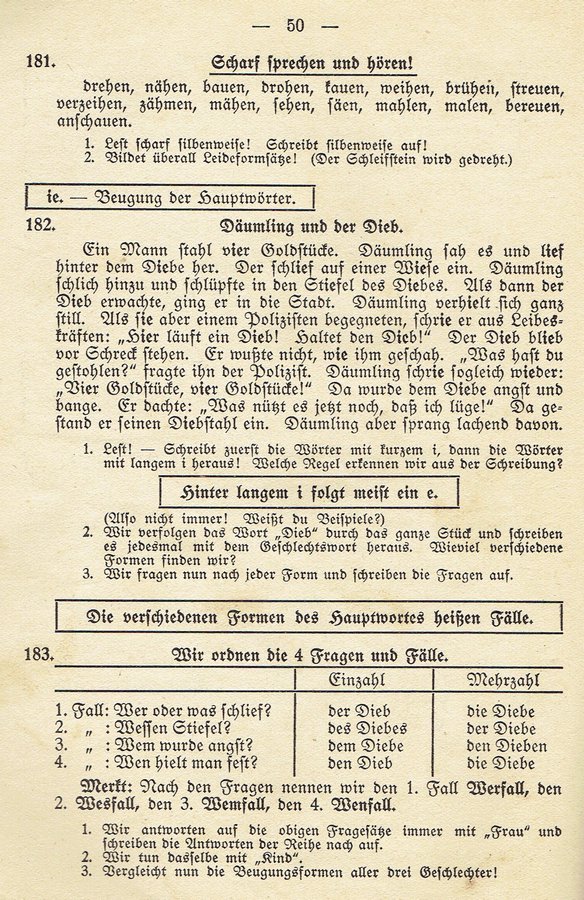 — 50 —
181. Scharf sprechen und hören!
drehen, nähen, bauen, drohen, kauen, weihen, brühen, streuen,
verzeihen, zähmen, mähen, sehen, säen, mahlen, malen, bereuen,
anschauen.
1. Lest scharf silbenweise! Schreibt silbenweise auf!
2. Bildet überall Leideformsätze! (Der Schleifstein wird gedreht.)
ie. — Beugung der Hauptwörter.
182. Däumling und der Dieb.
Ein Mann stahl vier Goldstücke. Däumling sah es und lief
hinter dem Diebe her. Der schlief auf einer Wiese ein. Däumling
schlich hinzu und schlüpfte in den Stiefel des Diebes. Als dann der
Dieb erwachte, ging er in die Stadt. Däumling verhielt sich ganz
still. Als sie aber einem Polizisten begegneten, schrie er aus Leibes-
kräften: „Hier läuft ein Dieb! Haltet den Dieb!“ Der Dieb blieb
vor Schreck stehen. Er wußte nicht, wie ihm geschah. „Was hast du
gestohlen?“ fragte ihn der Polizist. Däumling schrie sogleich wieder:
„Vier Goldstücke, vier Goldstücke!“ Da wurde dem Diebe angst und
bange. Er dachte: „Was nützt es jetzt noch, daß ich lüge!“ Da ge-
stand er seinen Diebstahl ein. Däumling aber sprang lachend davon.
1. Lest! — Schreibt zuerst die Wörter mit kurzem i, dann die Wörter
mit langem i heraus! Welche Regel erkennen wir aus der Schreibung?
Hinter langem i folgt meist ein e.
(Also nicht immer! Weißt du Beispiele?)
2. Wir verfolgen das Wort „Dieb“ durch das ganze Stück und schreiben
es jedesmal mit dem Geschlechtswort heraus. Wieviel verschiedene
Formen finden wir?
3. Wir fragen nun nach jeder Form und schreiben die Fragen auf.
Die verschiedenen Formen des Hauptwortes heißen Fälle.
183. Wir ordnen die 4 Fragen und Fälle.
Einzahl Mehrzahl
1. Fall: Wer oder was schlief? der Dieb die Diebe
2. „ : Wessen Stiefel? des Diebes der Diebe
3. „ : Wem wurde angst? dem Diebe den Dieben
4. „ : Wen hielt man fest? den Dieb die Diebe
Merkt: Nach den Fragen nennen wir den 1. Fall Werfall, den
2. Wesfall, den 3. Wemfall, den 4. Wenfall.
1. Wir antworten auf die obigen Fragesätze immer mit „Frau“ und
schreiben die Antworten der Reihe nach auf.
2. Wir tun dasselbe mit „Kind“.
3. Vergleicht nun die Beugungsformen aller drei Geschlechter!